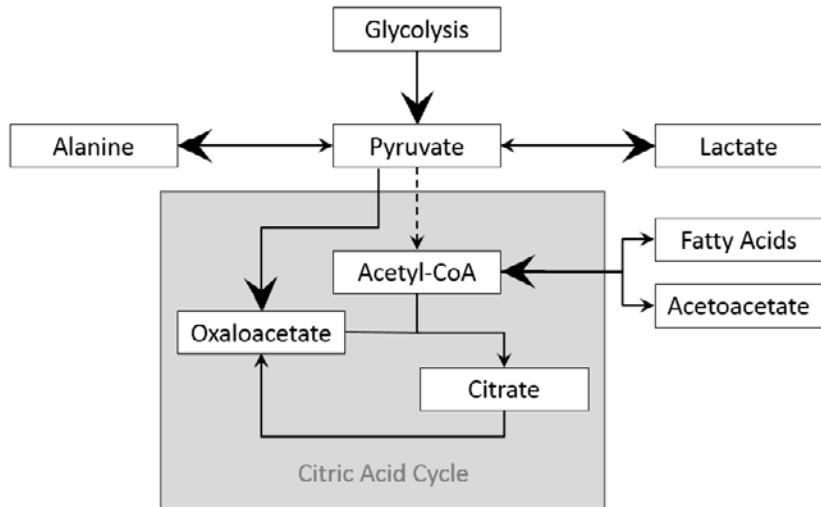 Glycolysis
Alanine
Pyruvate
Lactate
Fatty Acids
Acetyl-CoA
Acetoacetate
Oxaloacetate
Citrate
Citric Acid Cycle